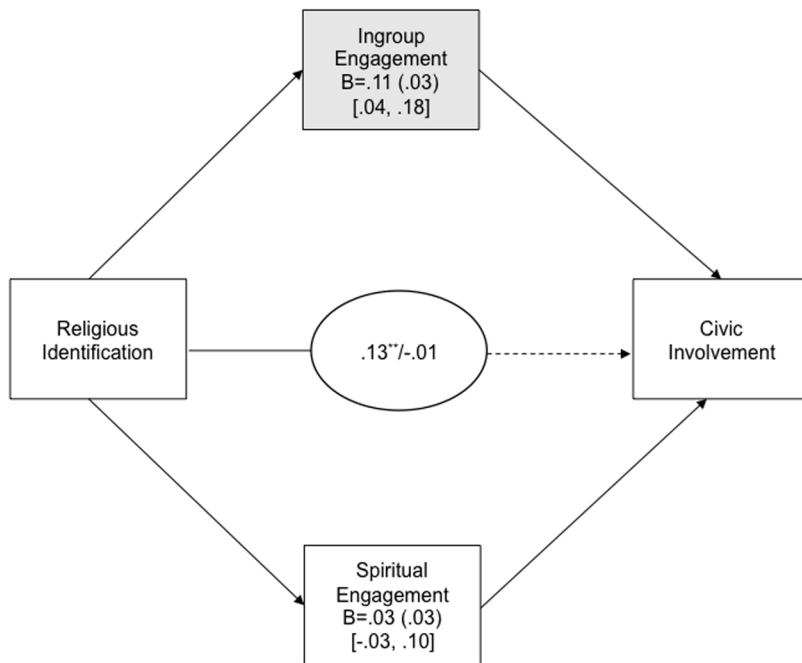 Ingroup
Engagement
B=.11 (.03)
[.04, .18]
Religious
Identification
.13**/-.01
Civic
Involvement
Spiritual
Engagement
B=.03 (.03)
[-.03, .10]